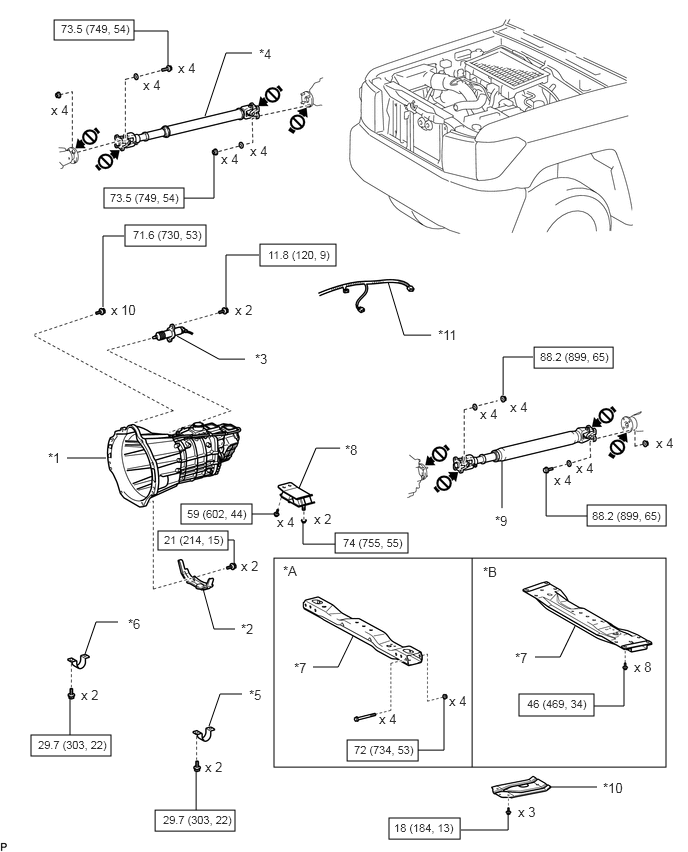 73.5 (749, 54)
x 4
*4
x 4
x 4
x 4
x 4
73.5 (749, 54)
71.6 (730, 53)
11.8 (120, 9)
x 10
x 2
*11
*3
88.2 (899, 65)
x 4
x 4
*1
*8
x 4
x 4
x 4
59 (602, 44)
x 4
x 2
*9
88.2 (899, 65)
21 (214, 15)
74 (755, 55)
x 2
*A
*B
*6
*2
*7
*7
x 8
x 2
*5
x 4
x 4
46 (469, 34)
29.7 (303, 22)
72 (734, 53)
x 2
*10
x 3
29.7 (303, 22)
18 (184, 13)
P